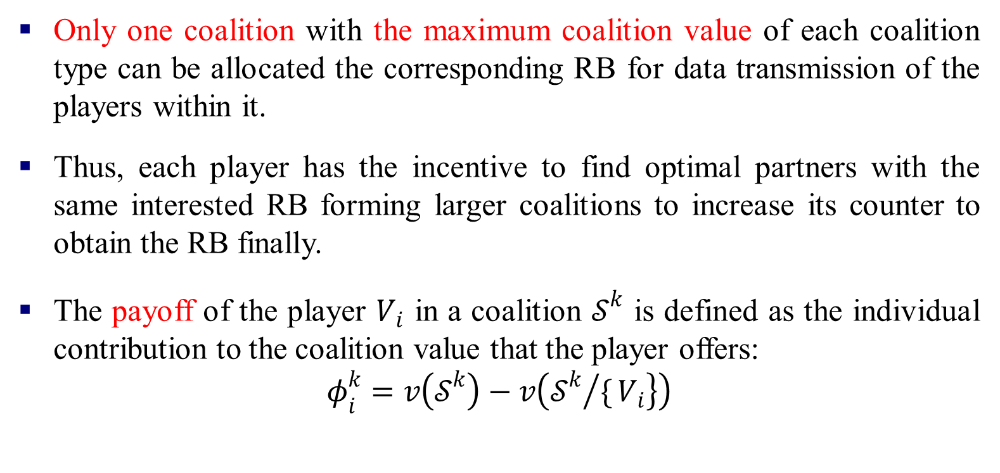 ▪ Only one coalition with the maximum coalition value of each coalition
type can be allocated the corresponding RB for data transmission of the
players within it.
▪ Thus, each player has the incentive to find optimal partners with the
same interested RB forming larger coalitions to increase its counter to
obtain the RB finally.
▪ The payoff of the player $V_i$ in a coalition $\mathcal{S}^k$ is defined as the individual
contribution to the coalition value that the player offers:
$\phi_i^k = v(\mathcal{S}^k) - v(\mathcal{S}^k/\{V_i\})$